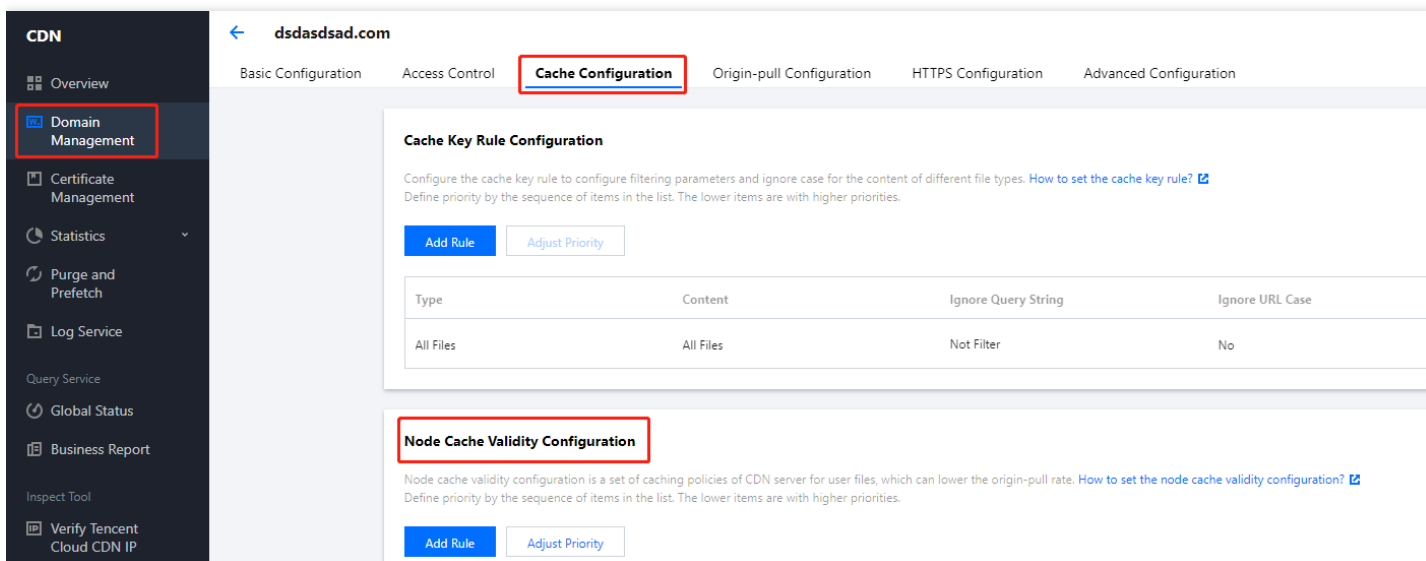 CDN
Overview
Domain
Management
Certificate
Management
Statistics
Purge and
Prefetch
Log Service
Query Service
Global Status
Business Report
Inspect Tool
IP
Verify Tencent
Cloud CDN IP
dsdasdsad.com
Basic Configuration Access Control Cache Configuration Origin-pull Configuration HTTPS Configuration Advanced Configuration
Cache Key Rule Configuration
Configure the cache key rule to configure filtering parameters and ignore case for the content of different file types. How to set the cache key rule?
Define priority by the sequence of items in the list. The lower items are with higher priorities.
Add Rule Adjust Priority
Type Content Ignore Query String Ignore URL Case
All Files All Files Not Filter No
Node Cache Validity Configuration
Node cache validity configuration is a set of caching policies of CDN server for user files, which can lower the origin-pull rate. How to set the node cache validity configuration?
Define priority by the sequence of items in the list. The lower items are with higher priorities.
Add Rule Adjust Priority